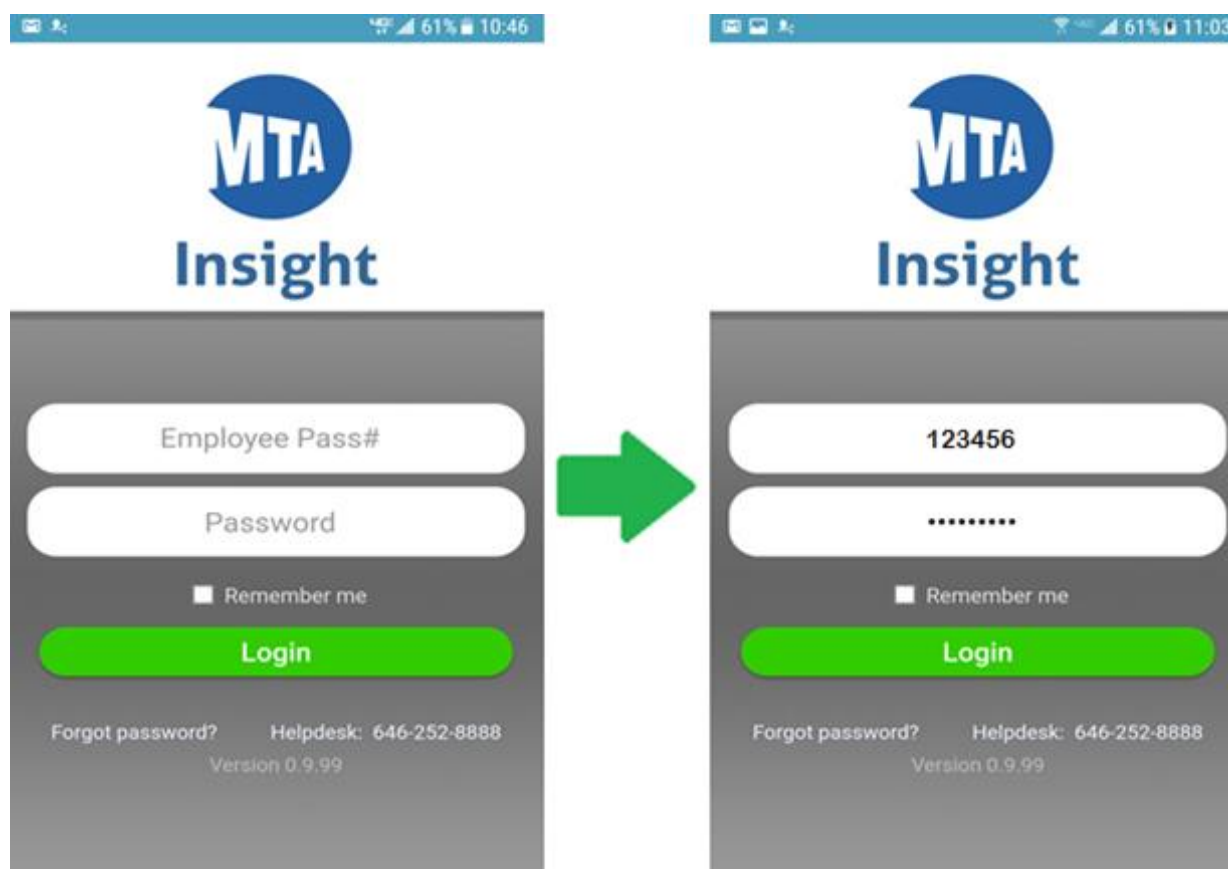 61% 10:46
MTA
Insight
Employee Pass#
Password
Remember me
Login
Forgot password? Helpdesk: 646-252-8888
Version 0.9.99
61% 11:03
MTA
Insight
123456
•••••••••
Remember me
Login
Forgot password? Helpdesk: 646-252-8888
Version 0.9.99